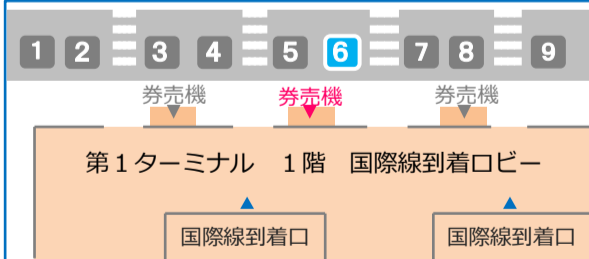 1 2 3 4 5 6 7 8 9
券売機 券売機 券売機
第1ターミナル 1階 国際線到着ロビー
国際線到着口 国際線到着口